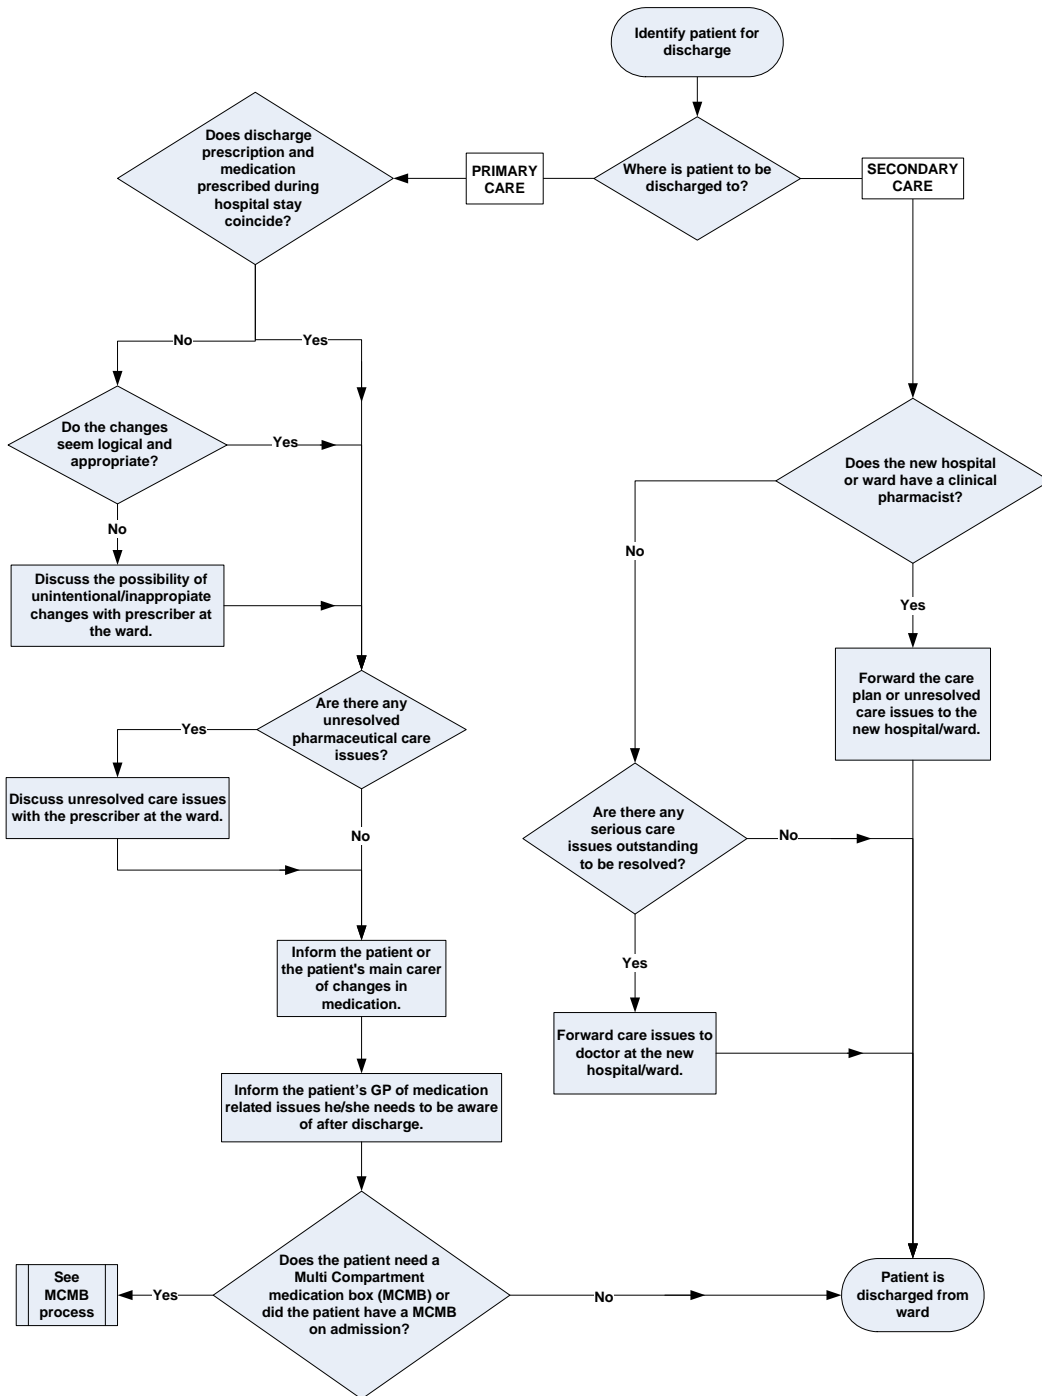 Identify patient for
discharge
Where is patient to be
discharged to?
PRIMARY
CARE
SECONDARY
CARE
Does discharge
prescription and
medication
prescribed during
hospital stay
coincide?
No
Yes
Do the changes
seem logical and
appropriate?
Yes
No
Discuss the possibility of
unintentional/inappropiate
changes with prescriber at
the ward.
Are there any
unresolved
pharmaceutical care
issues?
Yes
Discuss unresolved care issues
with the prescriber at the ward.
No
Inform the patient or
the patient's main carer
of changes in
medication.
Inform the patient’s GP of medication
related issues he/she needs to be aware
of after discharge.
Does the patient need a
Multi Compartment
medication box (MCMB) or
did the patient have a MCMB
on admission?
Yes
See
MCMB
process
No
Does the new hospital
or ward have a clinical
pharmacist?
No
Yes
Forward the care
plan or unresolved
care issues to the
new hospital/ward.
Are there any
serious care
issues outstanding
to be resolved?
No
Yes
Forward care issues to
doctor at the new
hospital/ward.
Patient is
discharged from
ward